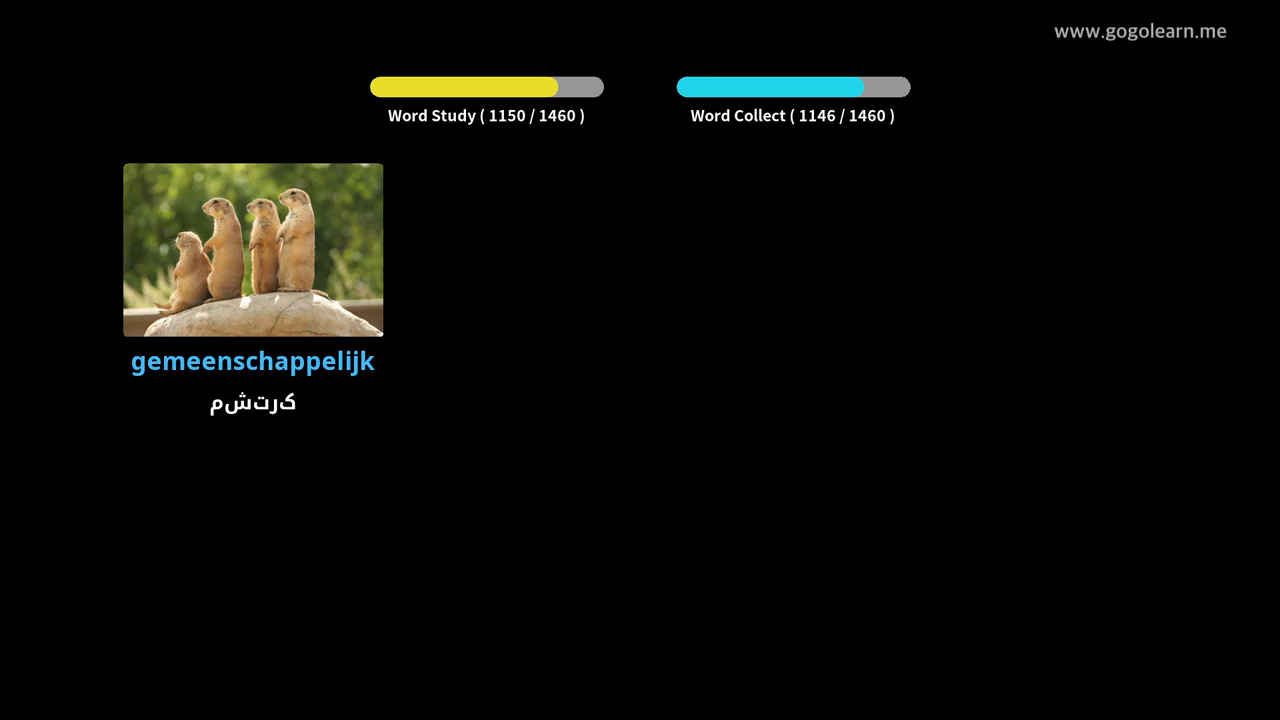 www.gogolearn.me
Word Study ( 1150 / 1460 )
Word Collect ( 1146 / 1460 )
gemeenschappelijk
کرتشم